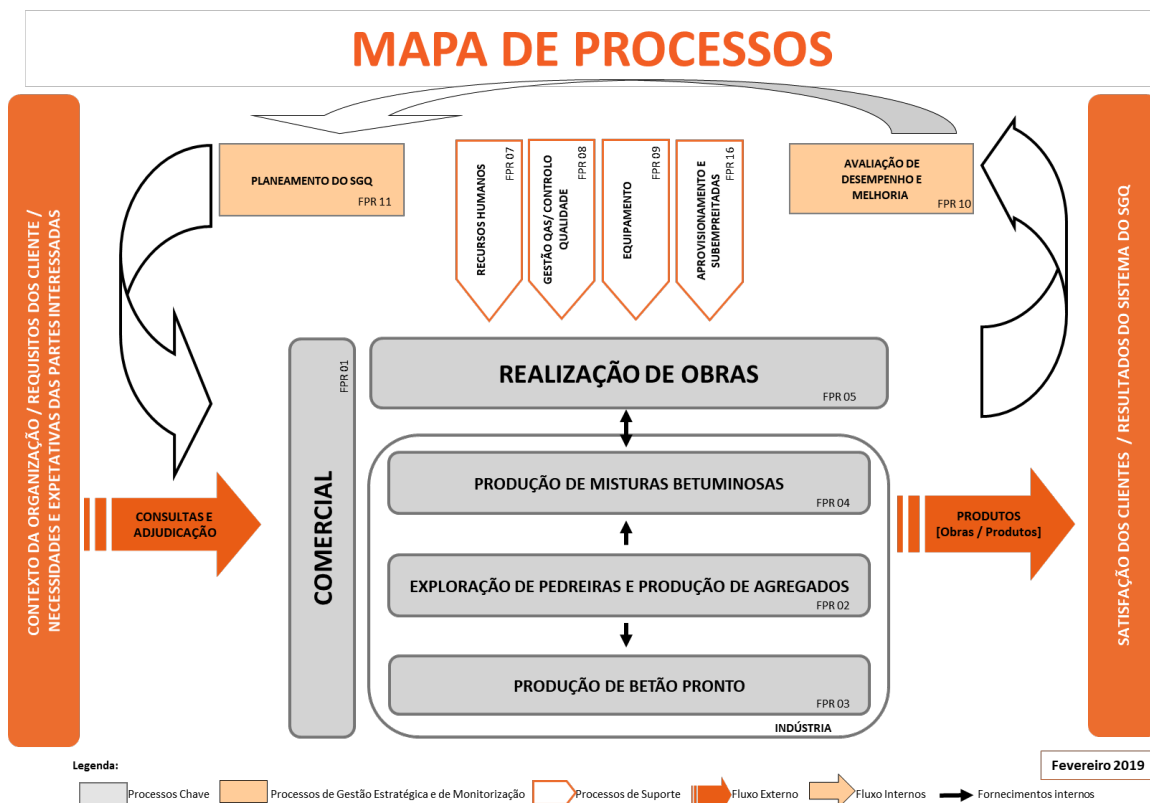 MAPA DE PROCESSOS
CONTEXTO DA ORGANIZAÇÃO / REQUISITOS DOS CLIENTE /
NECESSIDADES E EXPETATIVAS DAS PARTES INTERESSADAS
PLANEAMENTO DO SGQ
FPR 11
RECURSOS HUMANOS
FPR 07
GESTÃO QAS/ CONTROLO
QUALIDADE
FPR 08
EQUIPAMENTO
FPR 09
APROVISIONAMENTO E
SUBEMPREITADAS
FPR 16
AVALIAÇÃO DE
DESEMPENHO E
MELHORIA
FPR 10
SATISFAÇÃO DOS CLIENTES / RESULTADOS DO SISTEMA DO SGQ
CONSULTAS E
ADJUDICAÇÃO
COMERCIAL
FPR 01
REALIZAÇÃO DE OBRAS
FPR 05
PRODUÇÃO DE MISTURAS BETUMINOSAS
FPR 04
EXPLORAÇÃO DE PEDREIRAS E PRODUÇÃO DE AGREGADOS
FPR 02
PRODUÇÃO DE BETÃO PRONTO
FPR 03
INDÚSTRIA
PRODUTOS
[Obras / Produtos]
Fevereiro 2019
Legenda:
Processos Chave
Processos de Gestão Estratégica e de Monitorização
Processos de Suporte
Fluxo Externo
Fluxo Internos
Fornecimentos internos